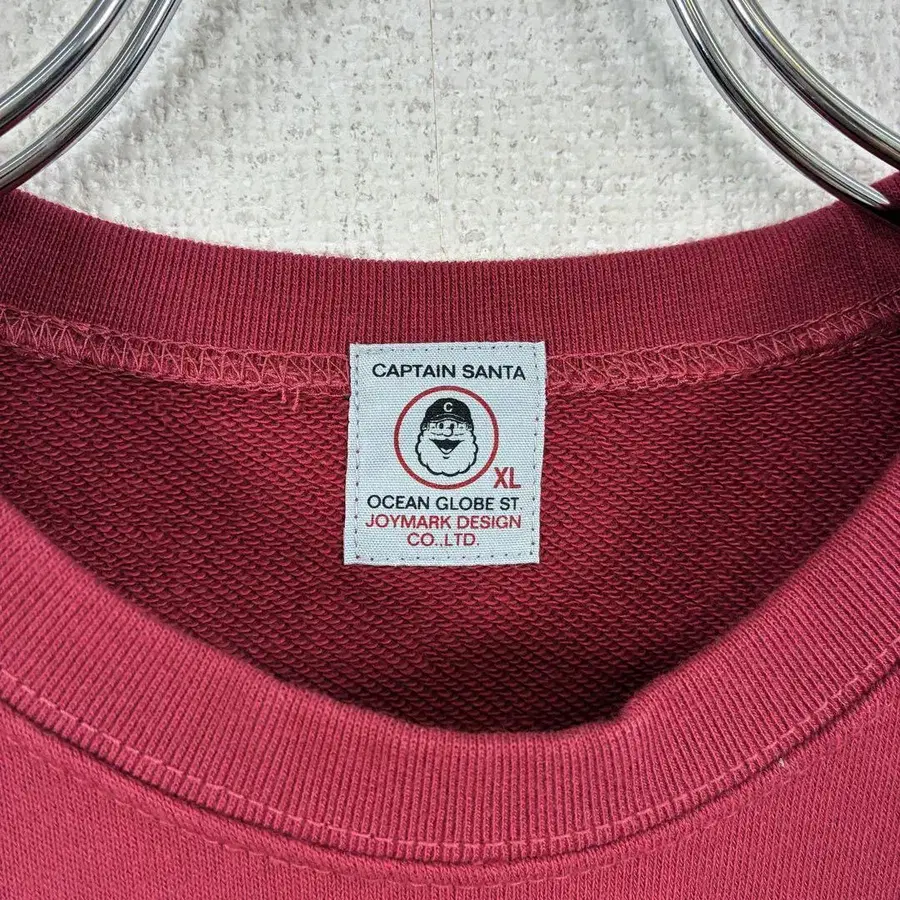 CAPTAIN SANTA
C
XL
OCEAN GLOBE ST.
JOYMARK DESIGN
CO.,LTD.